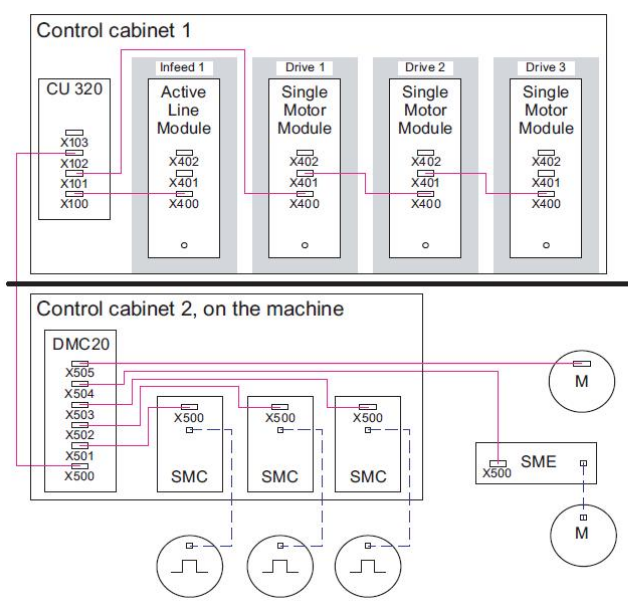 Control cabinet 1
Infeed 1
Drive 1
Drive 2
Drive 3
CU 320
X103
X102
X101
X100
Active
Line
Module
X402
X401
X400
Single
Motor
Module
X402
X401
X400
Single
Motor
Module
X402
X401
X400
Single
Motor
Module
X402
X401
X400
Control cabinet 2, on the machine
DMC20
X505
X504
X503
X502
X501
X500
X500
SMC
X500
SMC
X500
SMC
M
X500
SME
M